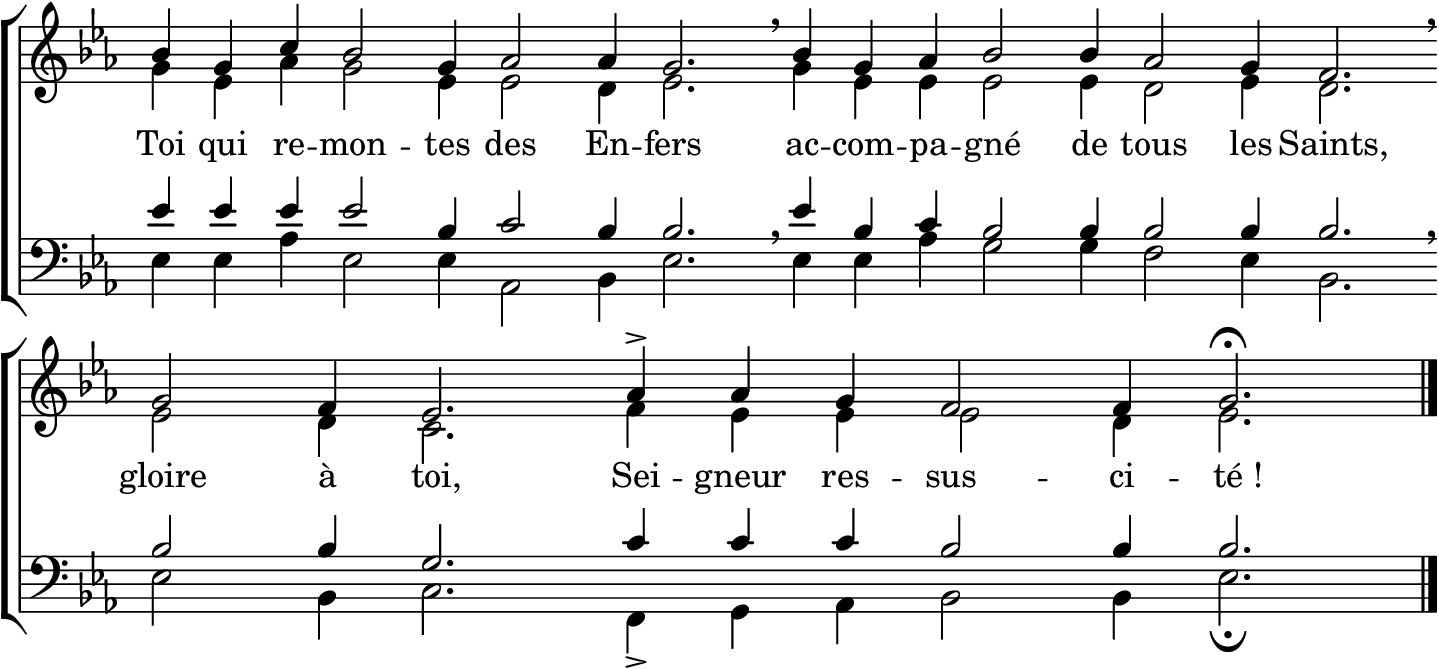 Toi qui re-mon-tes des En-fers ac-com-pa-gné de tous les Saints,
gloire à toi, Sei-gneur res-sus-ci-té !